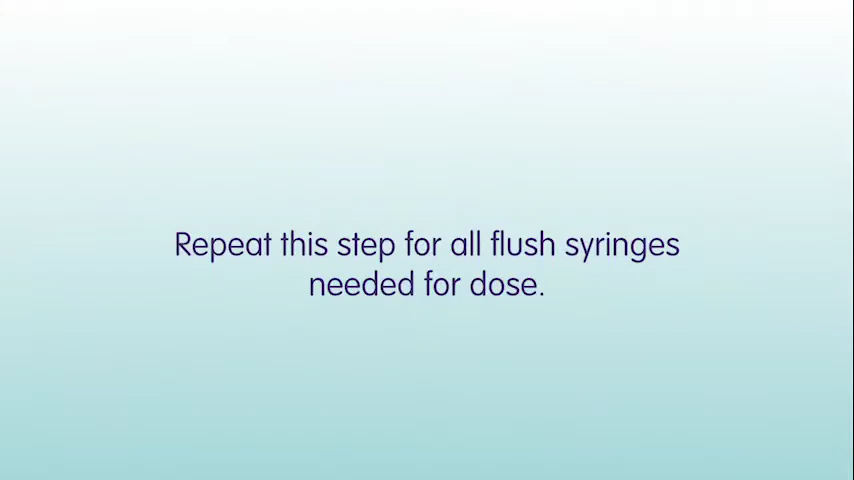 Repeat this step for all flush syringes
needed for dose.